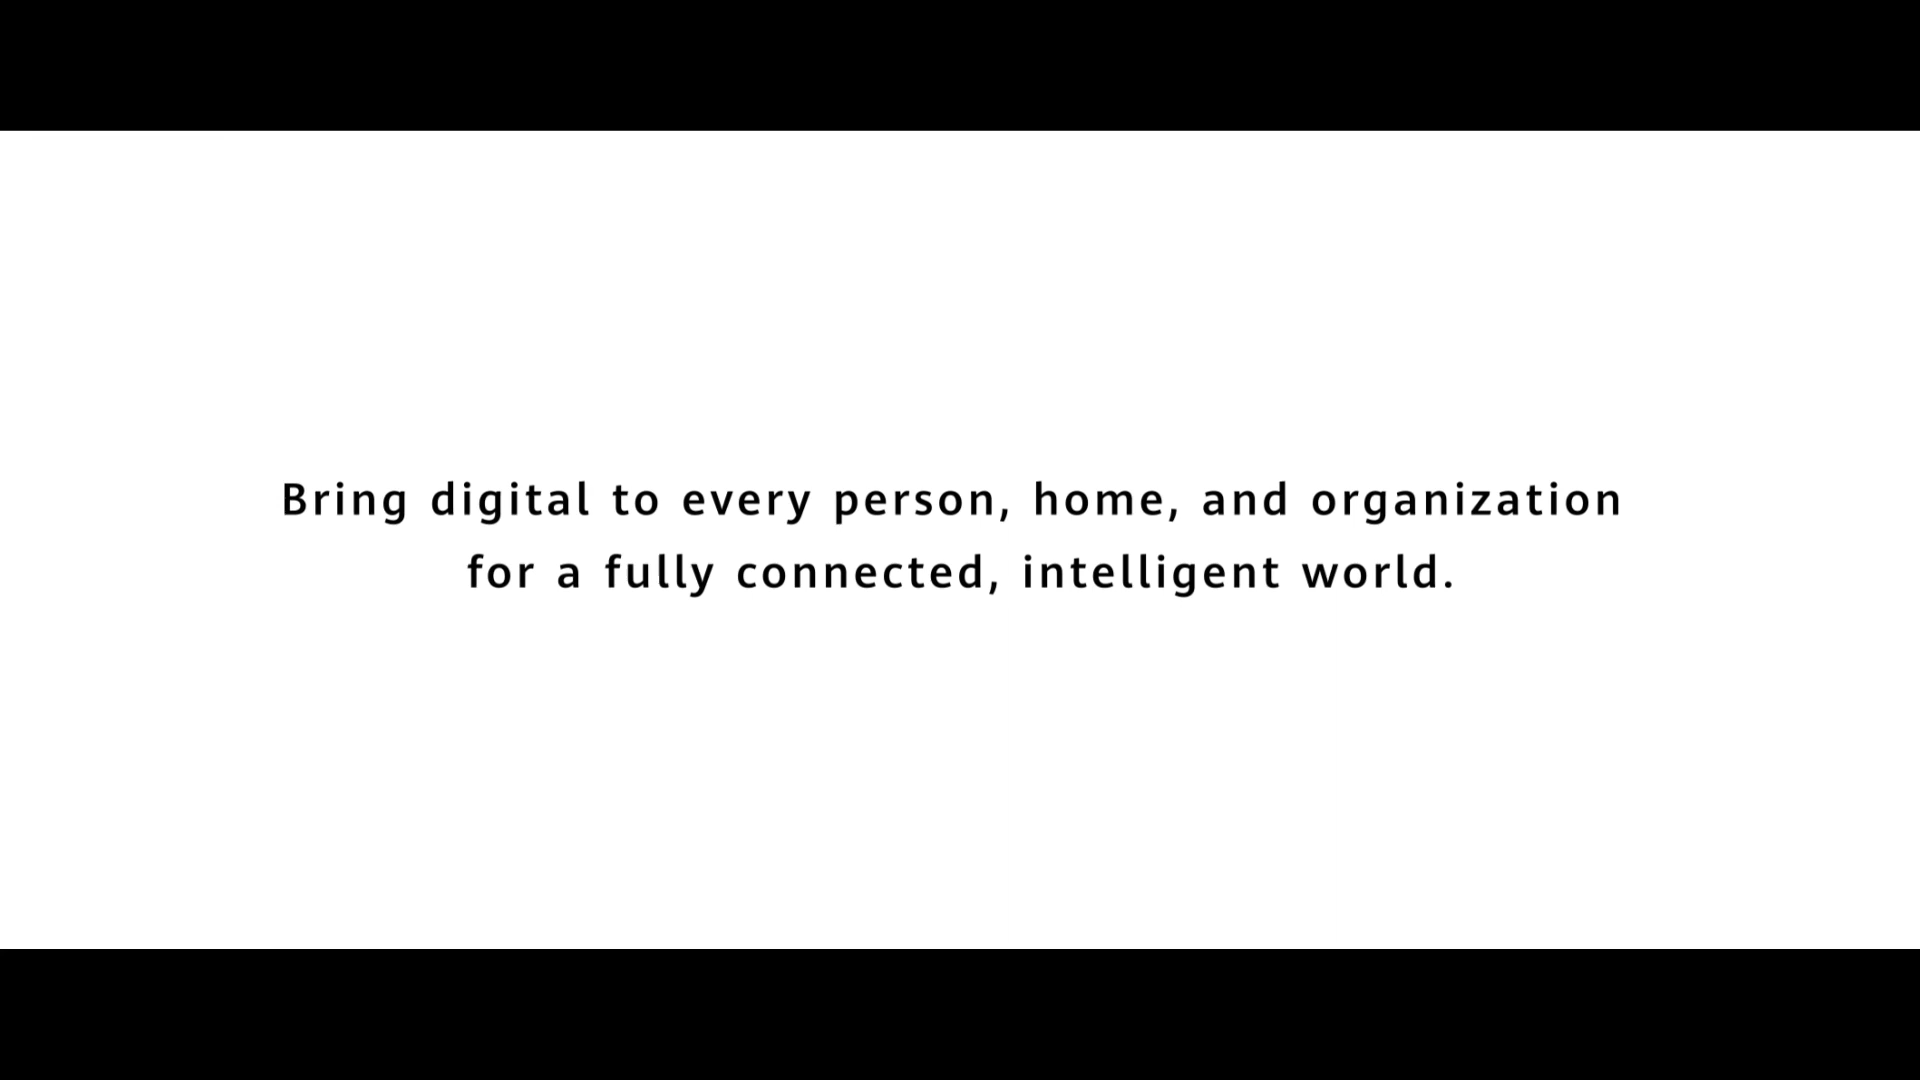 Bring digital to every person, home, and organization
for a fully connected, intelligent world.